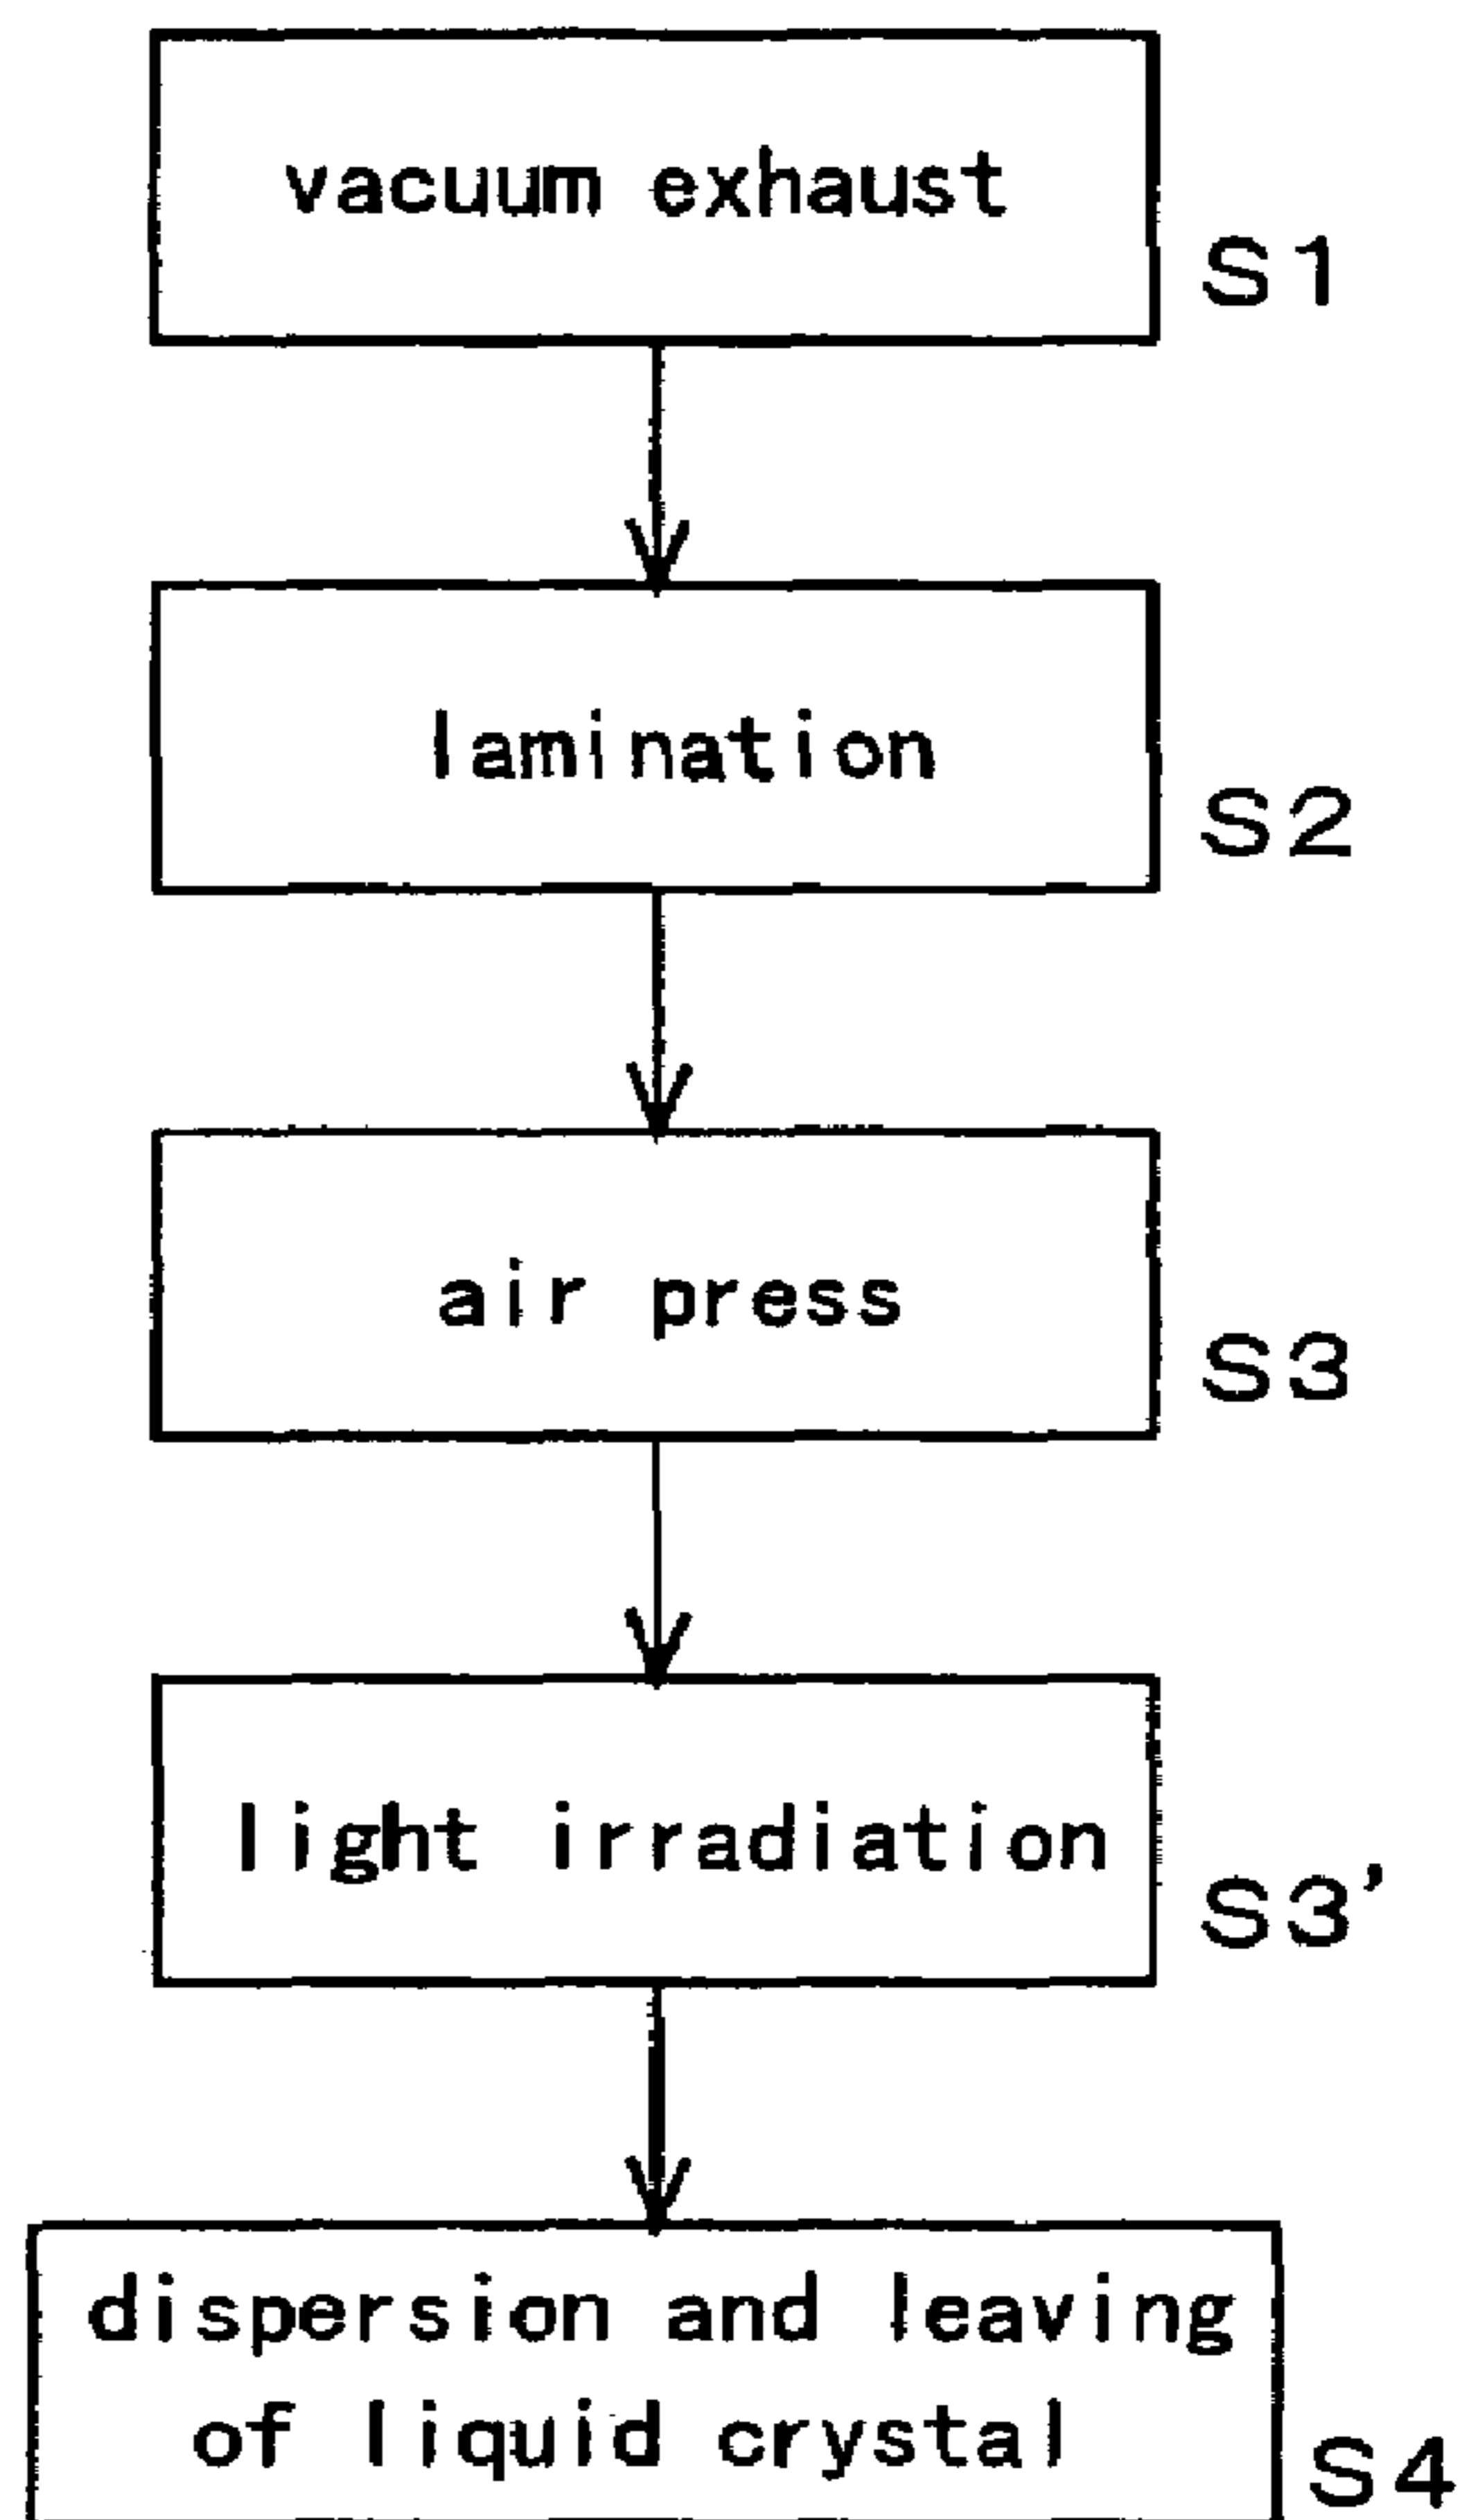 vacuum exhaust
S1
lamination
S2
air press
S3
light irradiation
S3’
dispersion and leaving
of liquid crystal
S4